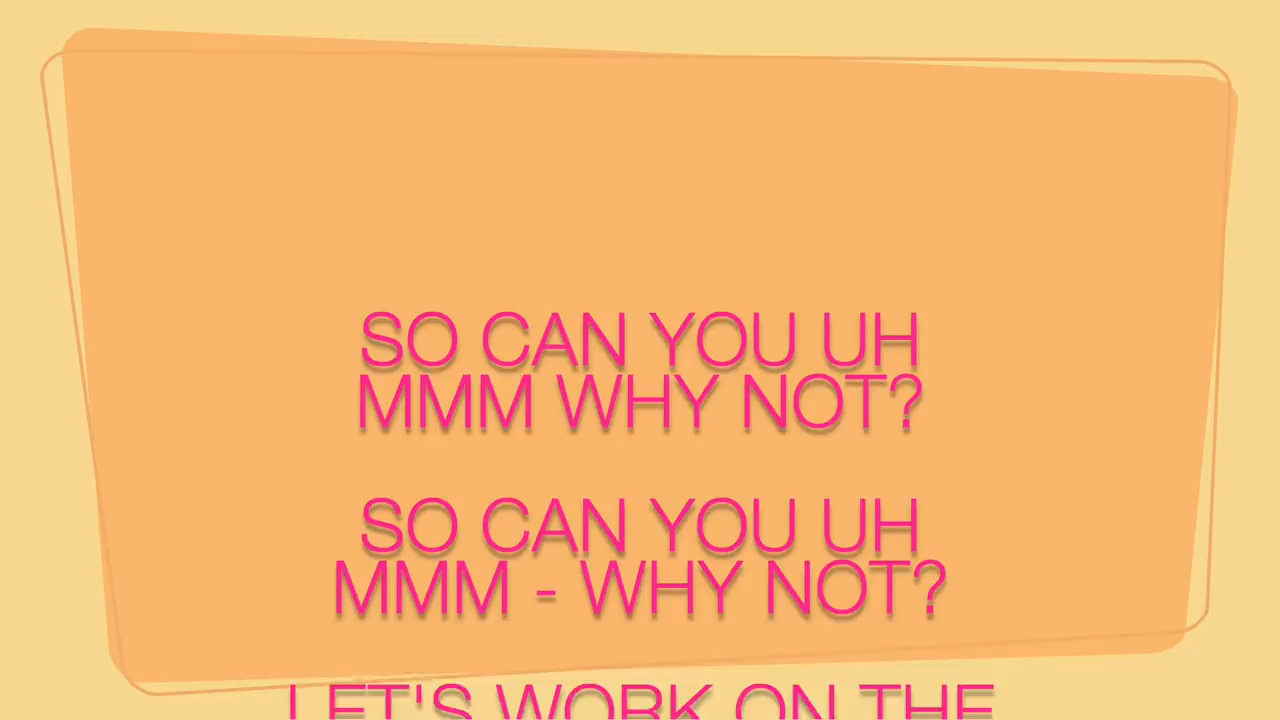 SO CAN YOU UH
MMM WHY NOT?
SO CAN YOU UH
MMM - WHY NOT?
LET'S WORK ON THE